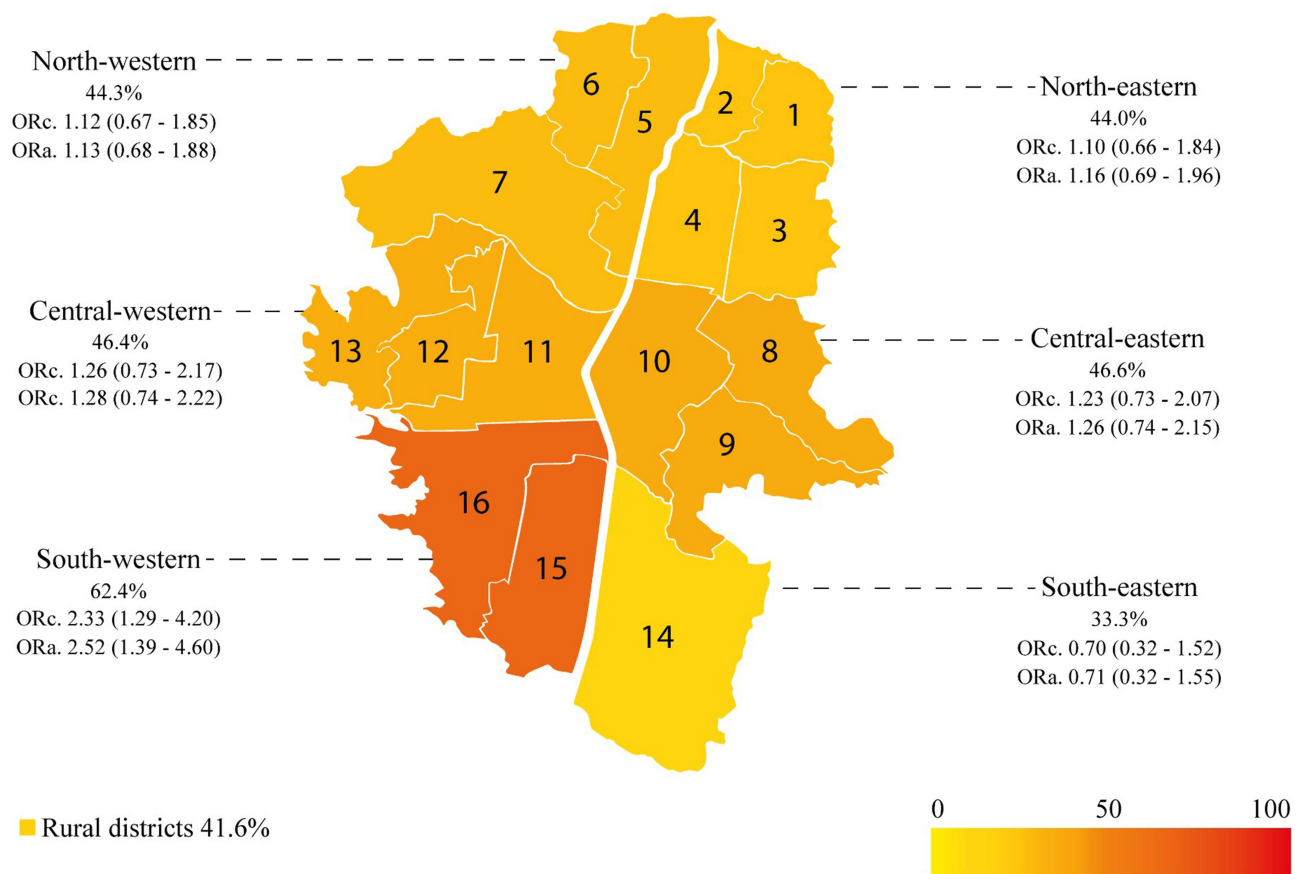 North-western
44.3%
ORc. 1.12 (0.67 - 1.85)
ORa. 1.13 (0.68 - 1.88)
North-eastern
44.0%
ORc. 1.10 (0.66 - 1.84)
ORa. 1.16 (0.69 - 1.96)
6
5
2
1
7
4
3
Central-western
46.4%
ORc. 1.26 (0.73 - 2.17)
ORc. 1.28 (0.74 - 2.22)
13
12
11
10
8
9
Central-eastern
46.6%
ORc. 1.23 (0.73 - 2.07)
ORa. 1.26 (0.74 - 2.15)
16
15
14
South-western
62.4%
ORc. 2.33 (1.29 - 4.20)
ORa. 2.52 (1.39 - 4.60)
South-eastern
33.3%
ORc. 0.70 (0.32 - 1.52)
ORa. 0.71 (0.32 - 1.55)
Rural districts 41.6%
0 50 100